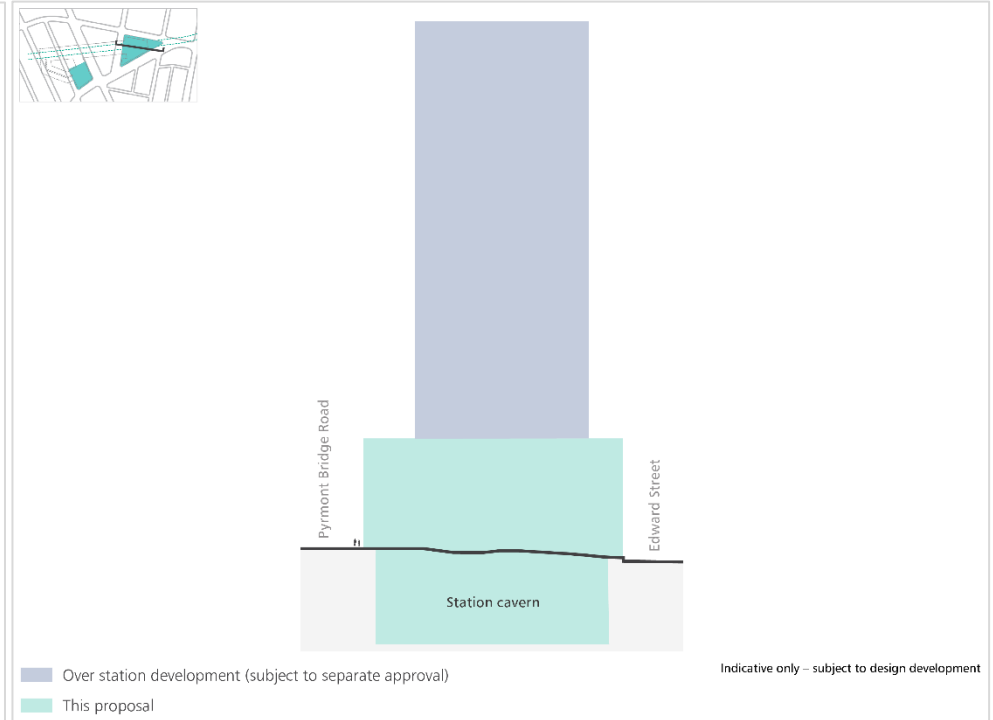 Pyrmont Bridge Road
Edward Street
Station cavern
Over station development (subject to separate approval)
Indicative only – subject to design development
This proposal